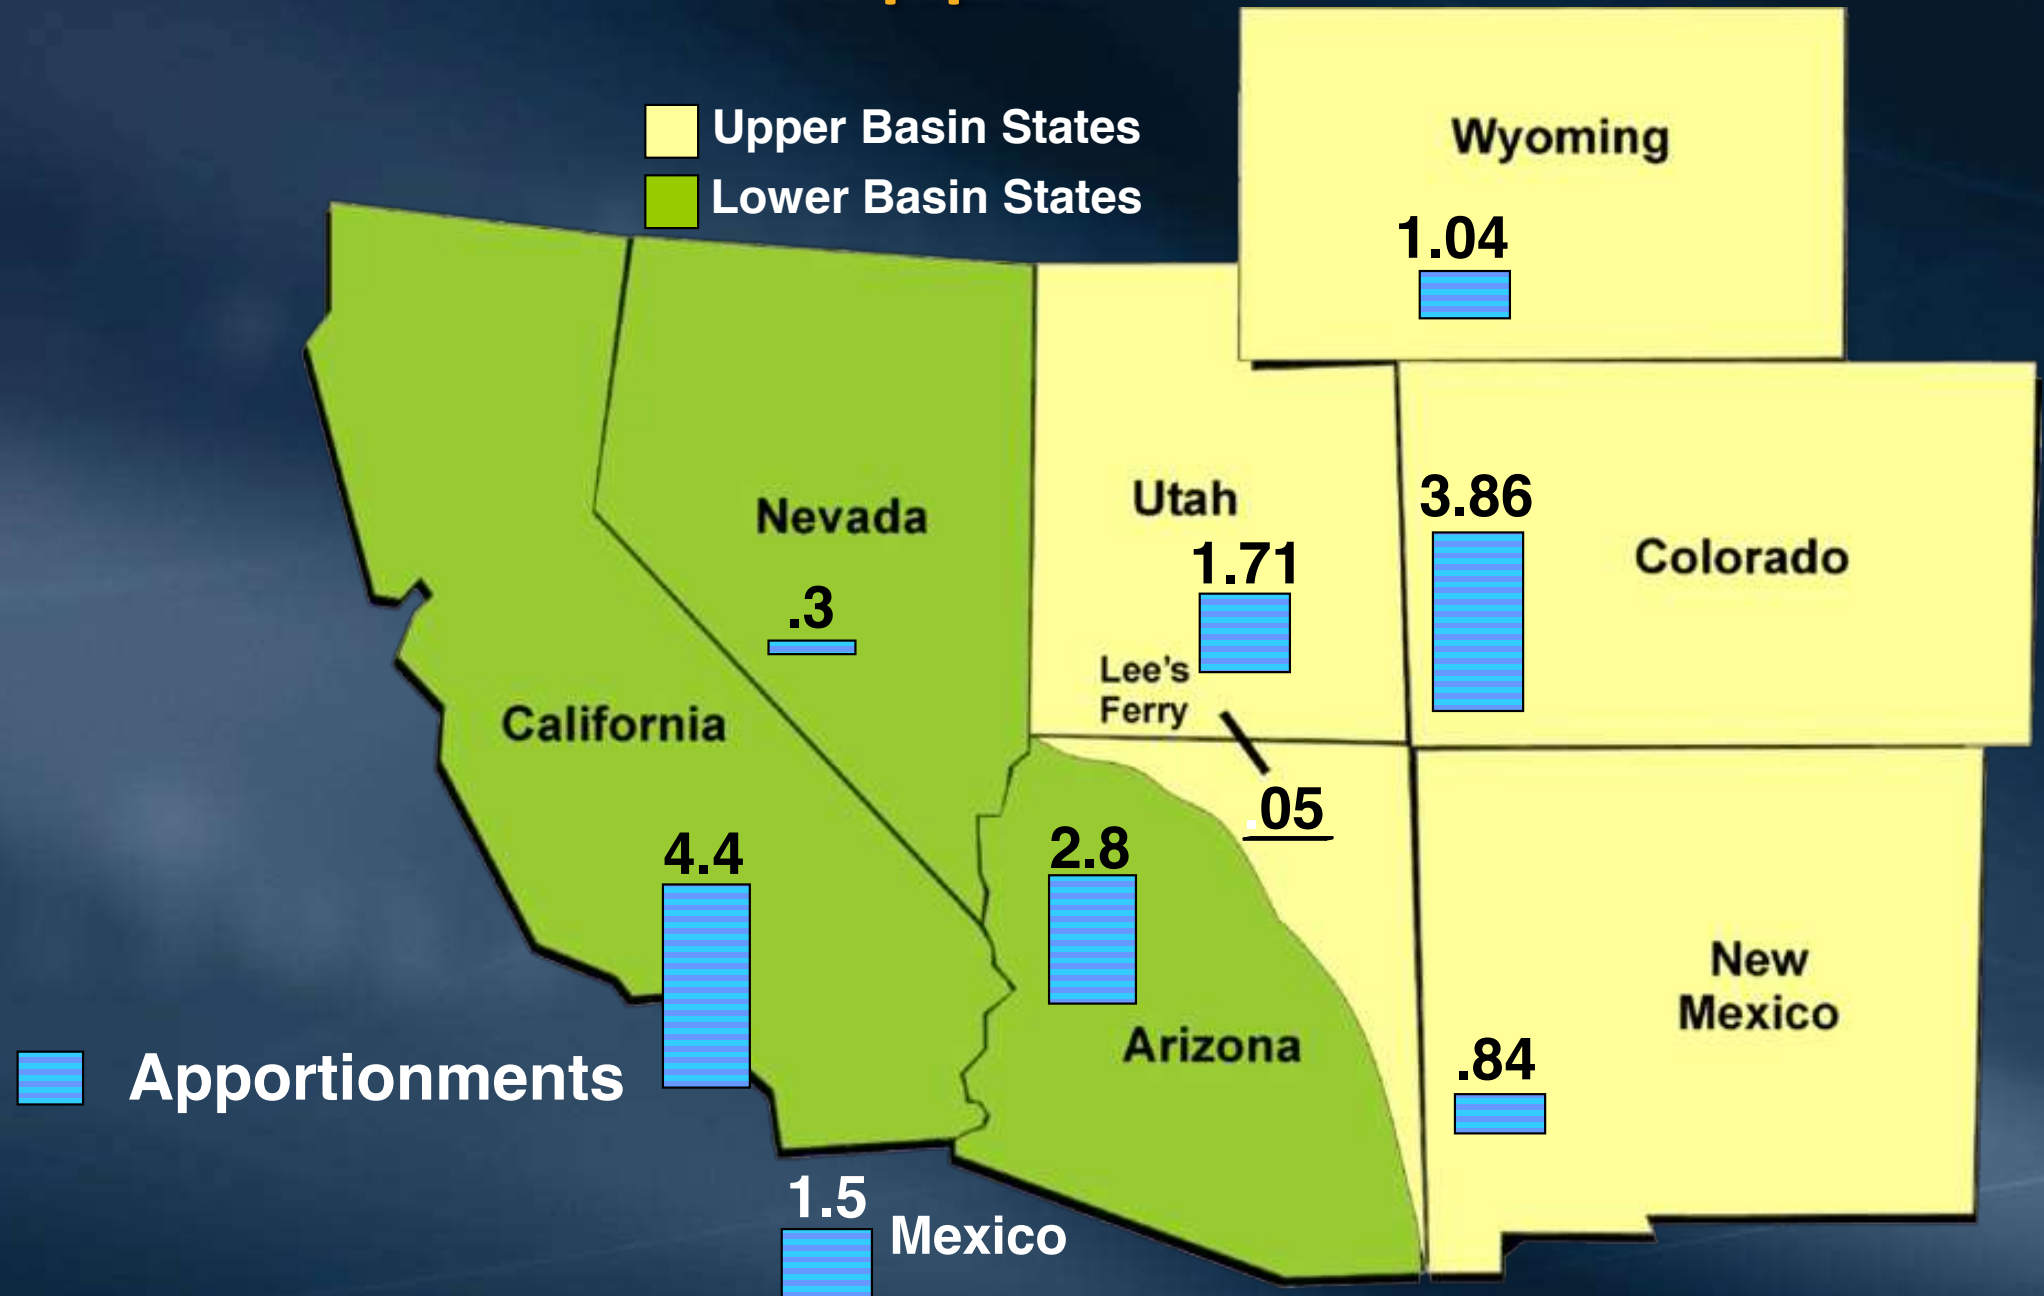 Upper Basin States
Lower Basin States
Wyoming
1.04
Nevada
.3
Utah
1.71
3.86
Colorado
Lee's
Ferry
.05
California
4.4
2.8
Arizona
New
Mexico
.84
Apportionments
1.5
Mexico